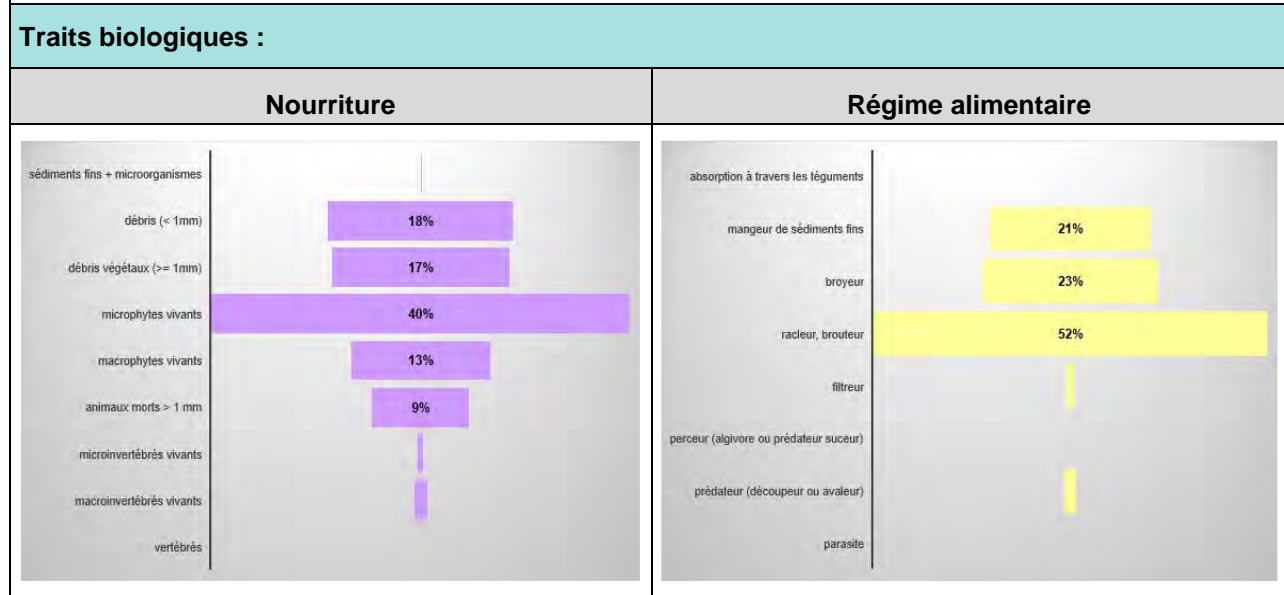 Traits biologiques :
Nourriture
Régime alimentaire
sédiments fins + microorganismes
débris (< 1mm)
18%
débris végétaux (>= 1mm)
17%
microphytes vivants
40%
macrophytes vivants
13%
animaux morts > 1 mm
9%
microinvertébrés vivants
macroinvertébrés vivants
vertébrés
absorption à travers les téguments
mangeur de sédiments fins
21%
broyeur
23%
racleur, brouteur
52%
filtreur
perceur (algivore ou prédateur suceur)
prédateur (découpeur ou avaleur)
parasite